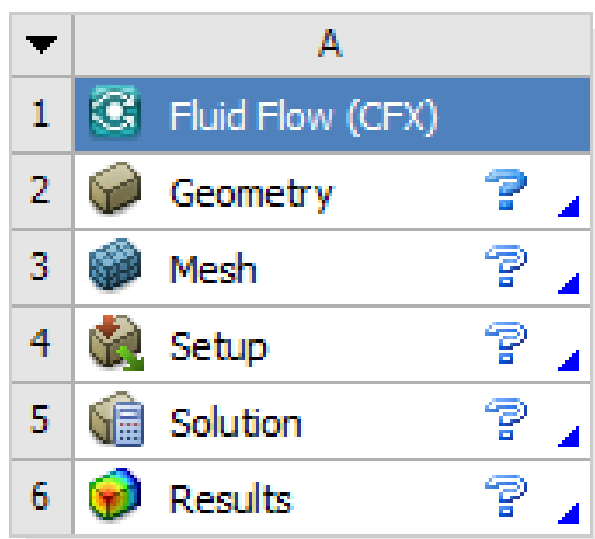 A
1 Fluid Flow (CFX)
2 Geometry ?
3 Mesh ?
4 Setup ?
5 Solution ?
6 Results ?